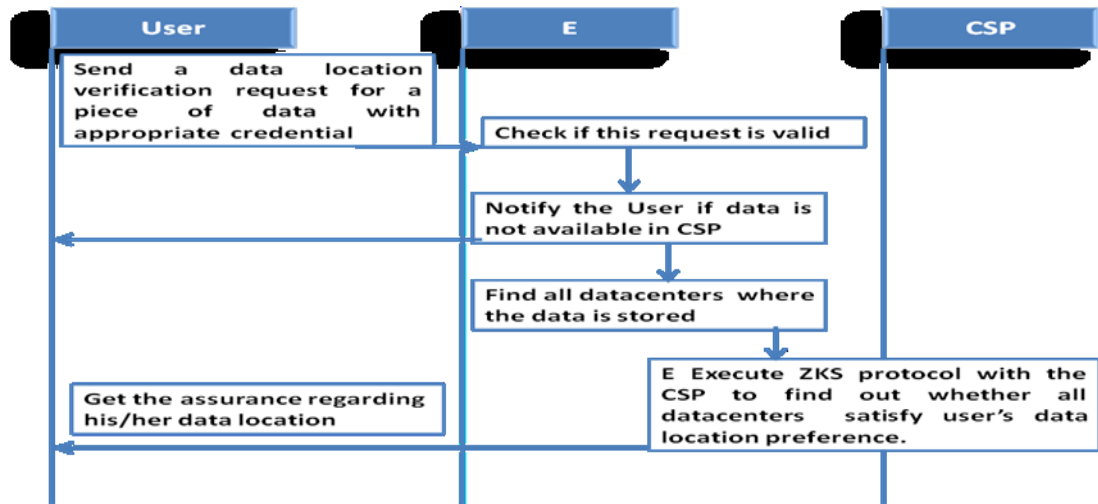 User
E
CSP
Send a data location
verification request for a
piece of data with
appropriate credential
Check if this request is valid
Notify the User if data is
not available in CSP
Find all datacenters where
the data is stored
E Execute ZKS protocol with the
CSP to find out whether all
datacenters satisfy user's data
location preference.
Get the assurance regarding
his/her data location